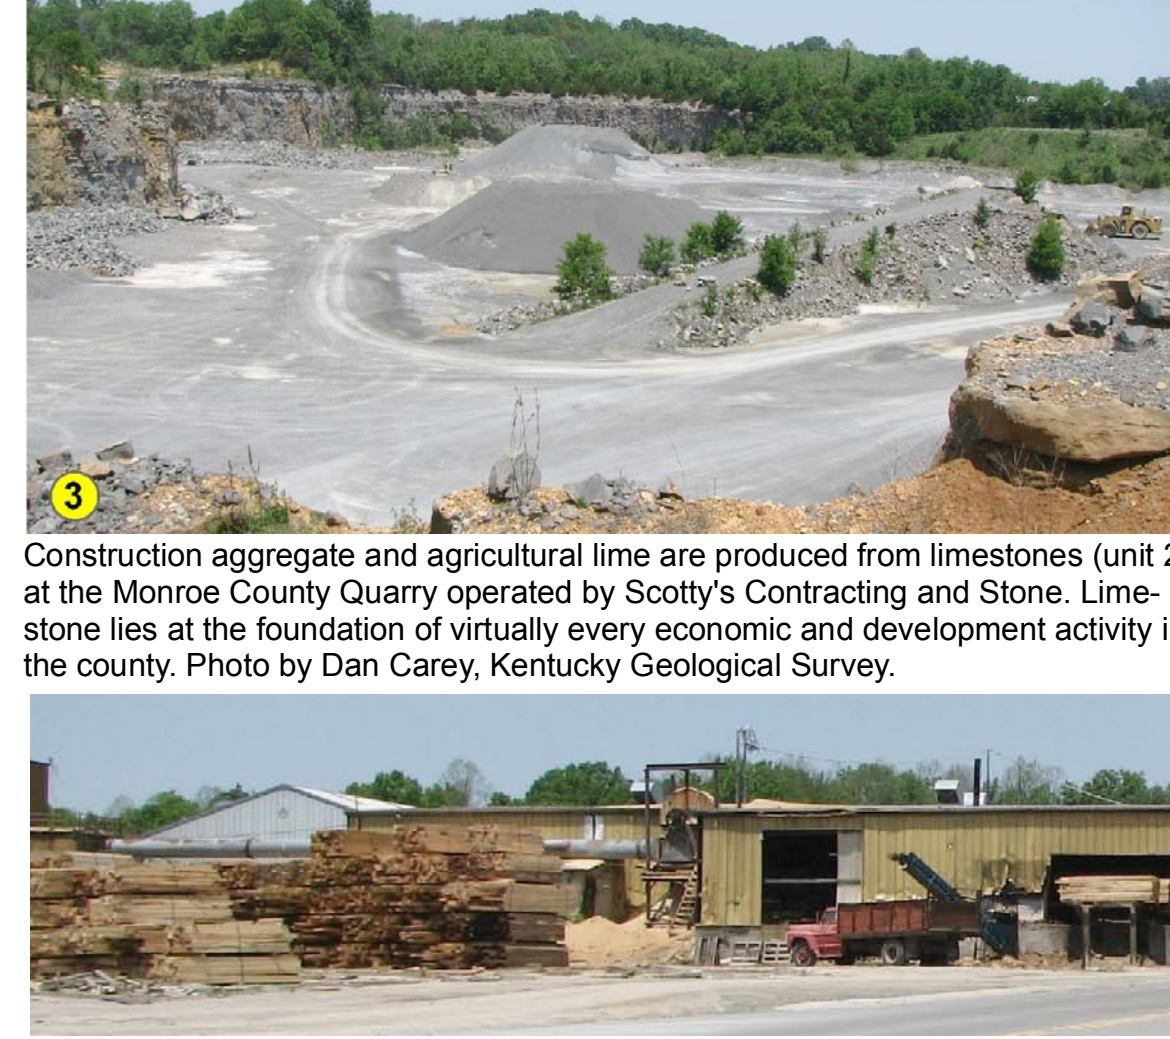 3
Construction aggregate and agricultural lime are produced from limestones (unit 2
at the Monroe County Quarry operated by Scotty's Contracting and Stone. Lime-
stone lies at the foundation of virtually every economic and development activity i
the county. Photo by Dan Carey, Kentucky Geological Survey.